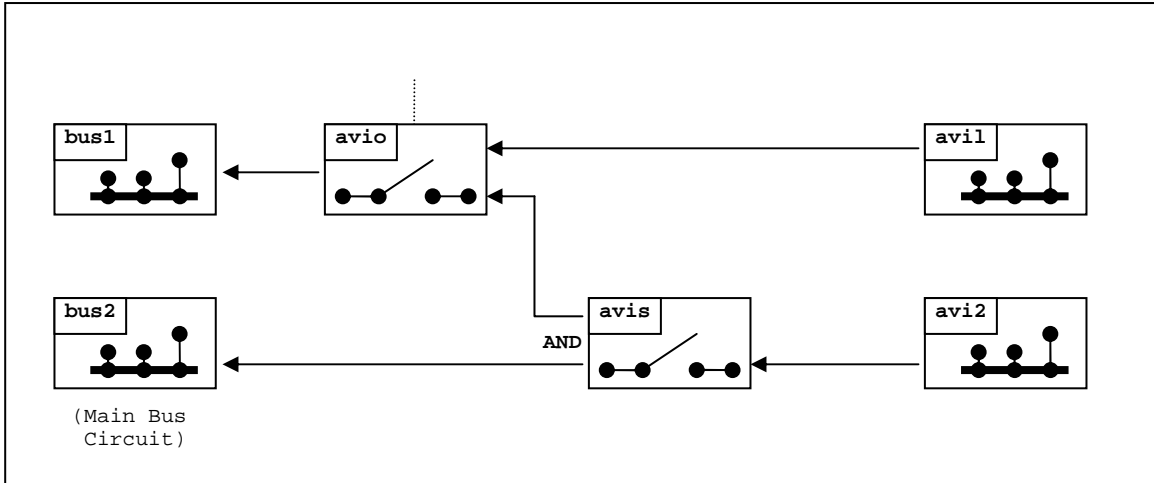 bus1
avio
avi1
bus2
avis
avi2
AND
(Main Bus
Circuit)